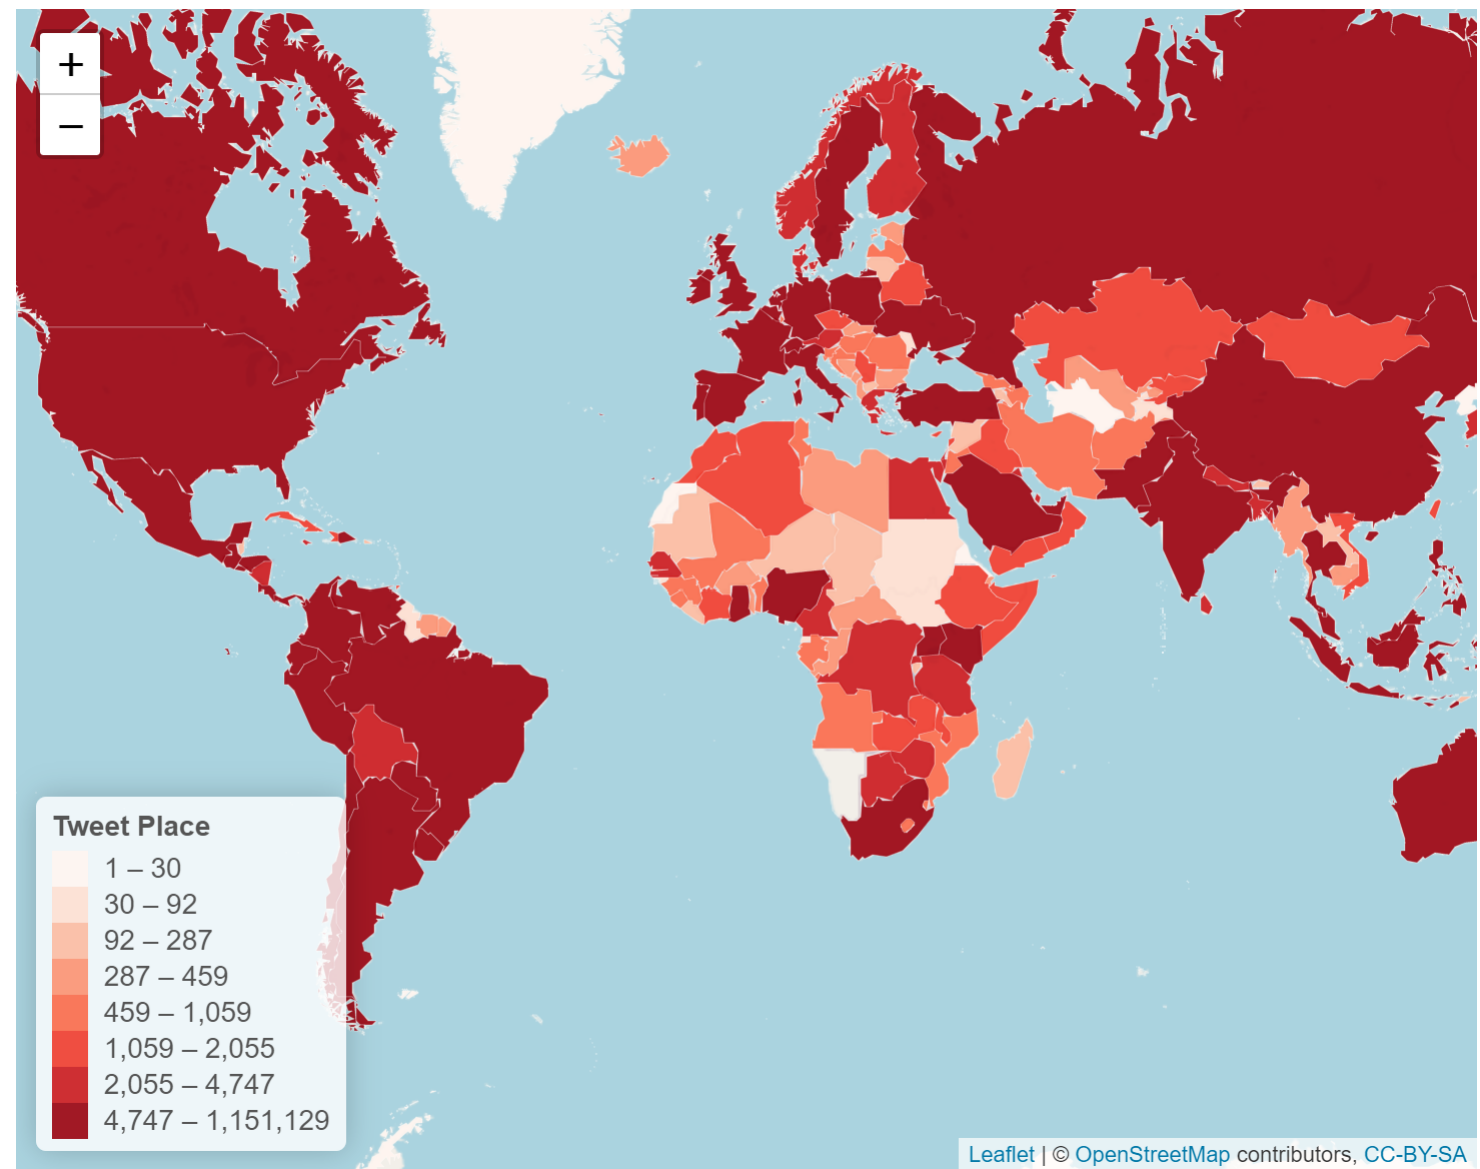 +
−
Tweet Place
1 – 30
30 – 92
92 – 287
287 – 459
459 – 1,059
1,059 – 2,055
2,055 – 4,747
4,747 – 1,151,129
Leaflet | © OpenStreetMap contributors, CC-BY-SA